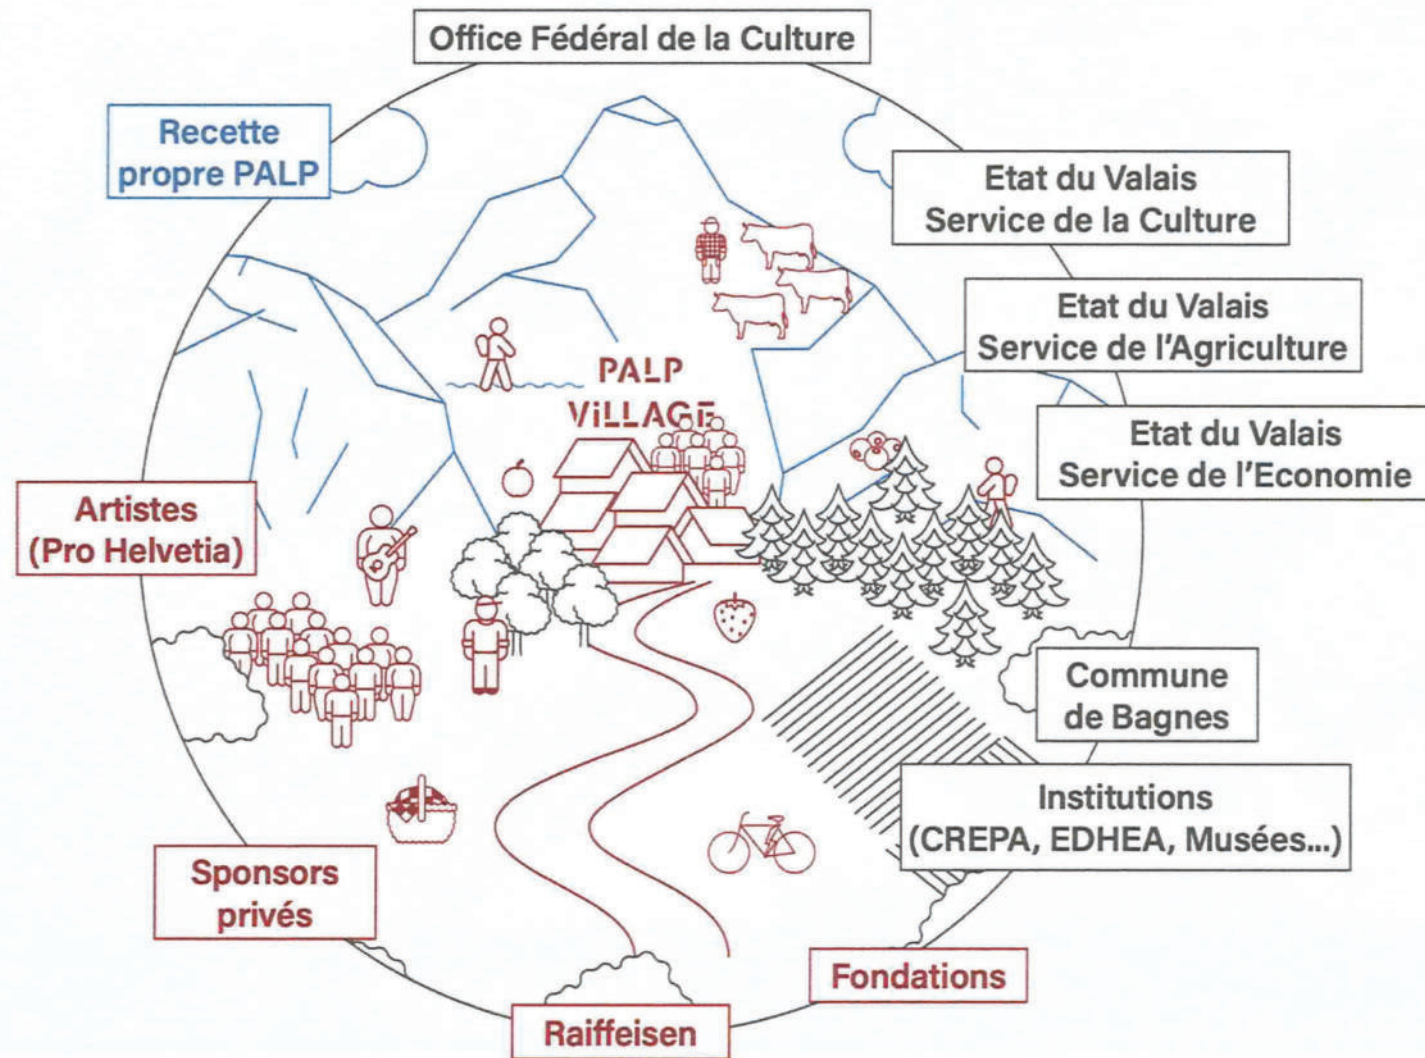 Office Fédéral de la Culture
Recette
propre PALP
Etat du Valais
Service de la Culture
Etat du Valais
Service de l'Agriculture
PALP
ViLLAGE
Etat du Valais
Service de l'Economie
Artistes
(Pro Helvetia)
Commune
de Bagnes
Institutions
(CREPA, EDHEA, Musées...)
Sponsors
privés
Fondations
Raiffeisen